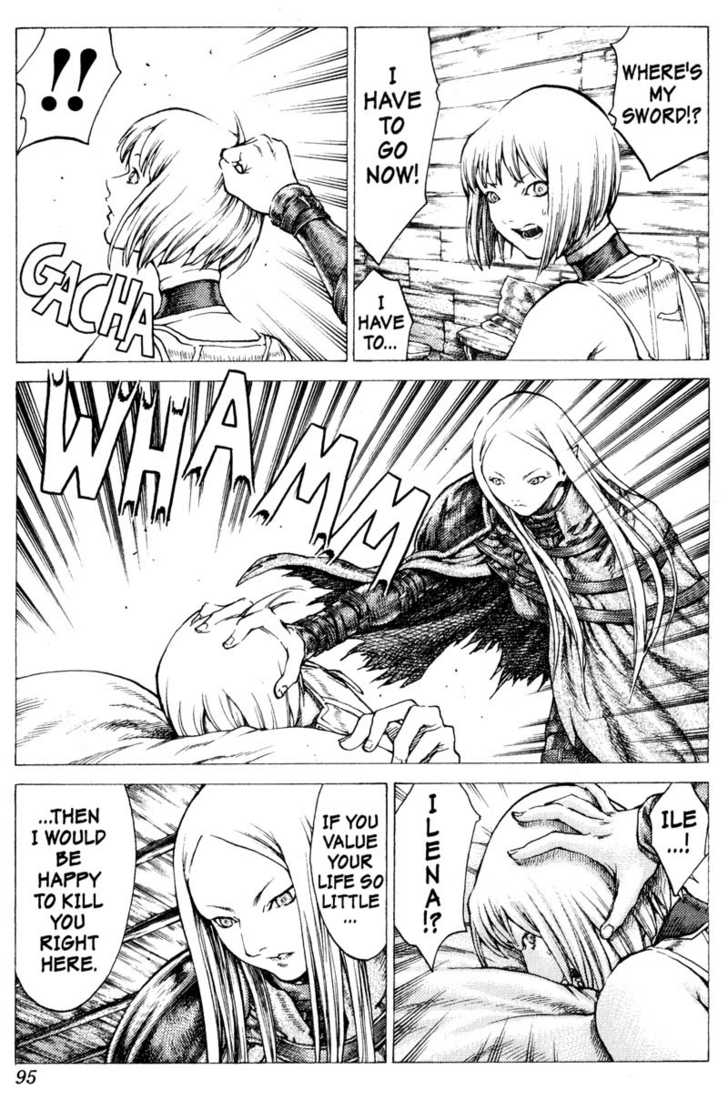 WHERE'S
MY
SWORD!?
I
HAVE
TO
GO
NOW!
I
HAVE
TO...
!!
GACHA
WHAMM
ILE
...!
ILENA!?
IF YOU
VALUE
YOUR
LIFE SO
LITTLE
...
...THEN
I WOULD
BE
HAPPY
TO KILL
YOU
RIGHT
HERE.
95